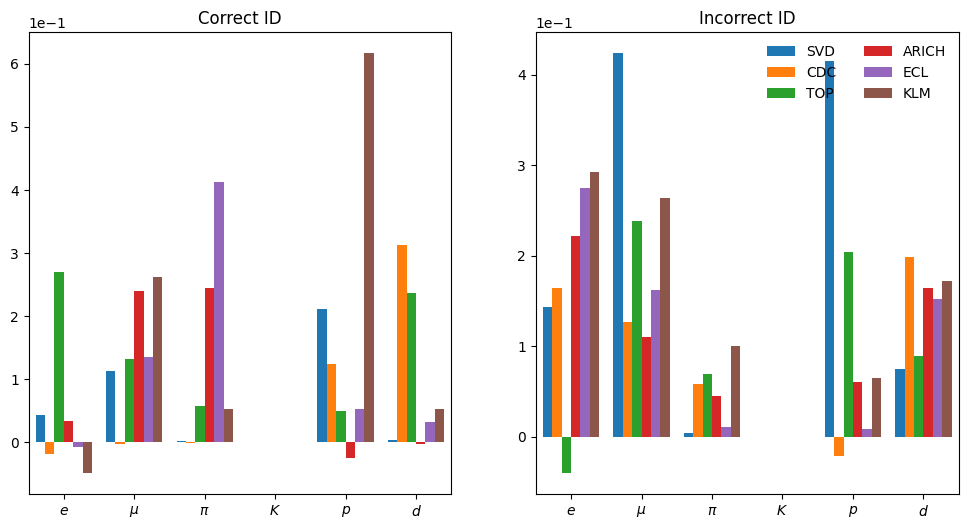 Correct ID
1e−1
6
5
4
3
2
1
0
e μ π K p d
Incorrect ID
1e−1
SVD ARICH
CDC ECL
TOP KLM
4
3
2
1
0
e μ π K p d